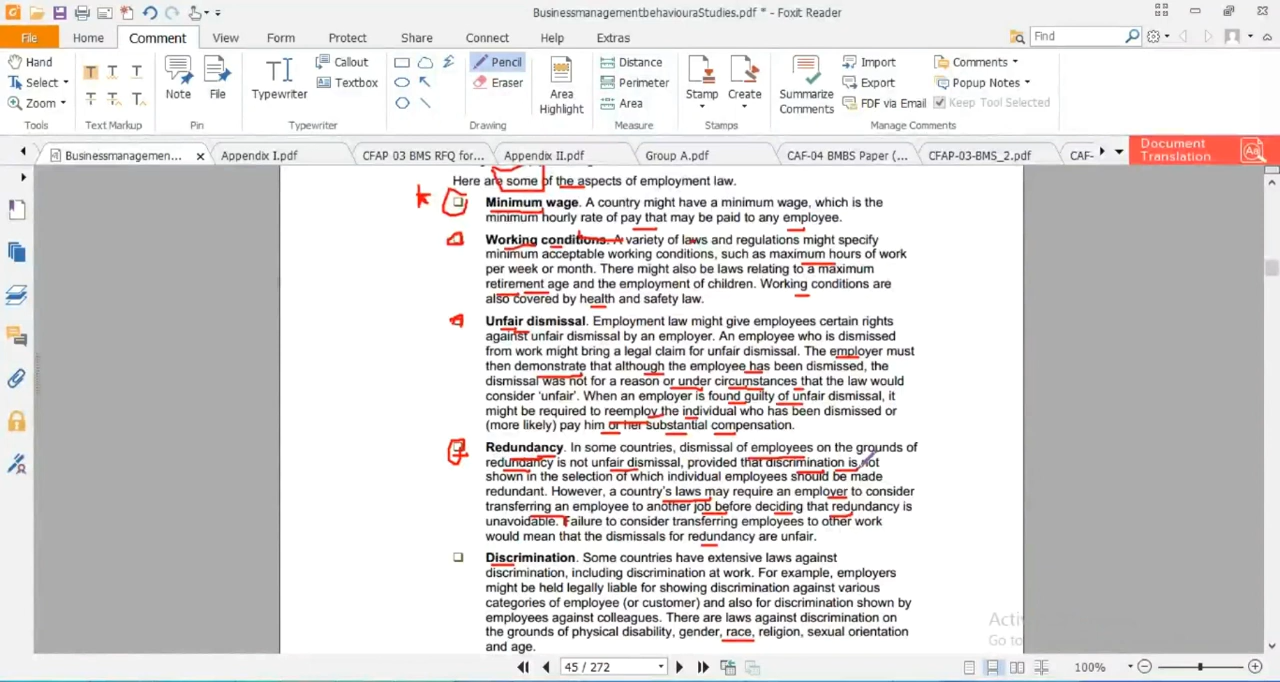 BusinessmanagementbehaviouraStudies.pdf * - Foxit Reader
File Home Comment View Form Protect Share Connect Help Extras Find
Hand Select Zoom Tools
T T T T T T Text Markup
Note File Pin
Typewriter Callout Textbox Typewriter
Pencil Eraser Drawing
Area Highlight Distance Perimeter Area Measure
Stamp Create Stamps
Summarize Comments Import Export FDF via Email Comments Popup Notes Keep Tool Selected Manage Comments
Businessmanagemen... Appendix I.pdf CFAP 03 BMS RFQ for... Appendix II.pdf Group A.pdf CAF-04 BMBS Paper (... CFAP-03-BMS_2.pdf CAF- Document Translation
Here are some of the aspects of employment law.
Minimum wage. A country might have a minimum wage, which is the
minimum hourly rate of pay that may be paid to any employee.
Working conditions. A variety of laws and regulations might specify
minimum acceptable working conditions, such as maximum hours of work
per week or month. There might also be laws relating to a maximum
retirement age and the employment of children. Working conditions are
also covered by health and safety law.
Unfair dismissal. Employment law might give employees certain rights
against unfair dismissal by an employer. An employee who is dismissed
from work might bring a legal claim for unfair dismissal. The employer must
then demonstrate that although the employee has been dismissed, the
dismissal was not for a reason or under circumstances that the law would
consider ‘unfair’. When an employer is found guilty of unfair dismissal, it
might be required to reemploy the individual who has been dismissed or
(more likely) pay him or her substantial compensation.
Redundancy. In some countries, dismissal of employees on the grounds of
redundancy is not unfair dismissal, provided that discrimination is not
shown in the selection of which individual employees should be made
redundant. However, a country’s laws may require an employer to consider
transferring an employee to another job before deciding that redundancy is
unavoidable. Failure to consider transferring employees to other work
would mean that the dismissals for redundancy are unfair.
Discrimination. Some countries have extensive laws against
discrimination, including discrimination at work. For example, employers
might be held legally liable for showing discrimination against various
categories of employee (or customer) and also for discrimination shown by
employees against colleagues. There are laws against discrimination on
the grounds of physical disability, gender, race, religion, sexual orientation
and age.
Activ
Go to
45 / 272 100%